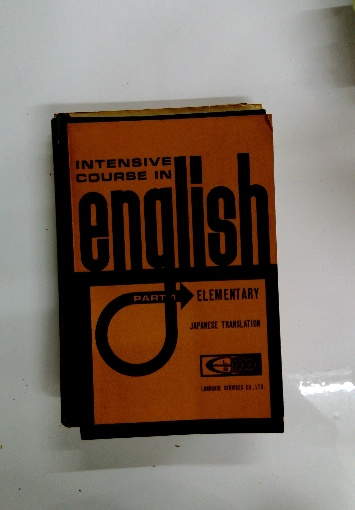 INTENSIVE
COURSE IN
english
PART 1
ELEMENTARY
JAPANESE TRANSLATION
LANGUAGE SERVICES CO., LTD.